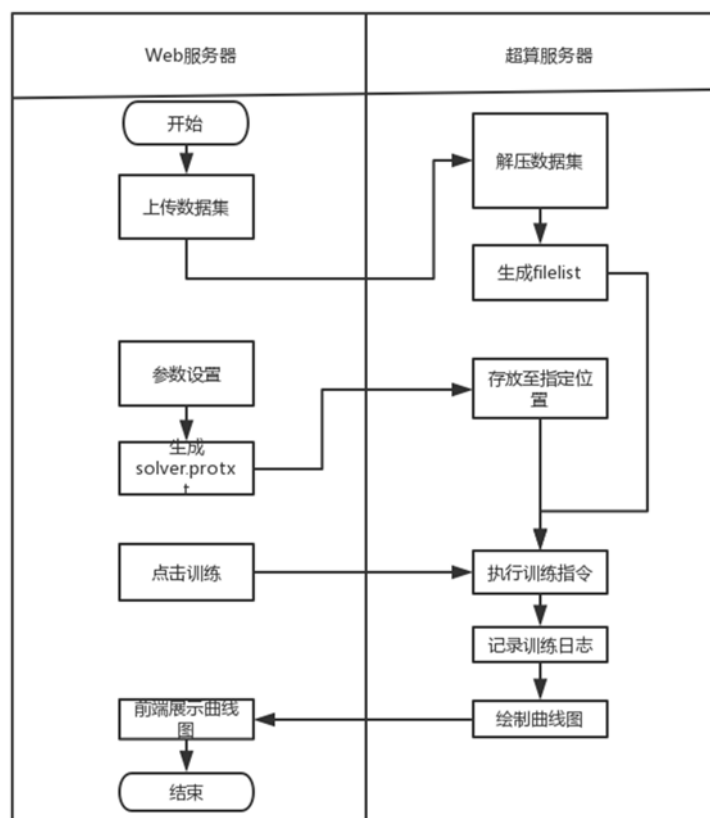 Web服务器
超算服务器
开始
上传数据集
解压数据集
生成filelist
参数设置
生成
solver.protx
t
存放至指定位
置
点击训练
执行训练指令
记录训练日志
绘制曲线图
前端展示曲线
图
结束